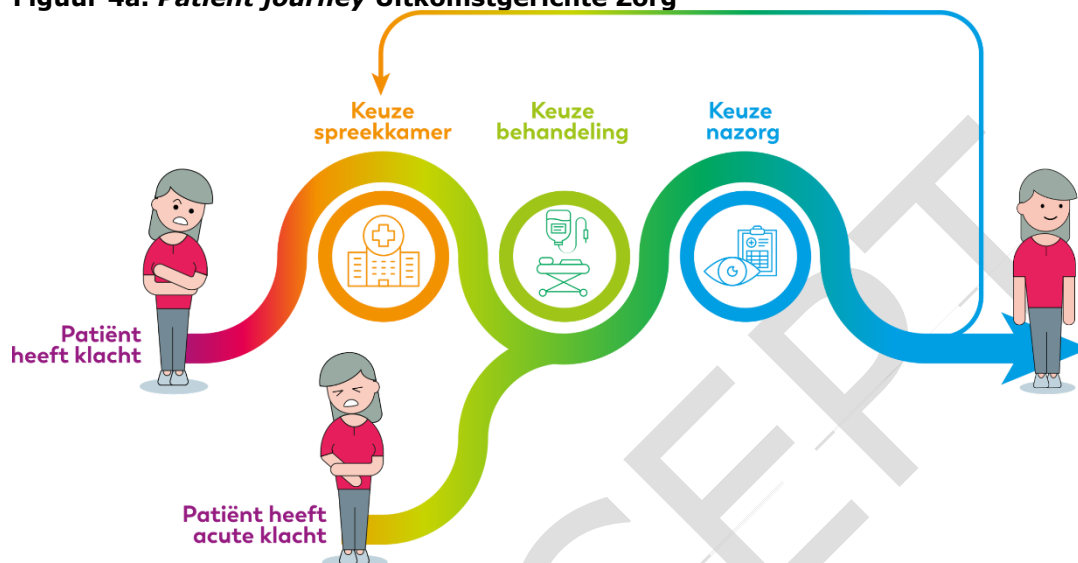 Figuur 4a. Patient journey Uitkomstgerichte Zorg
Keuze
spreekkamer
Keuze
behandeling
Keuze
nazorg
Patiënt
heeft klacht
Patiënt heeft
acute klacht
CEPT